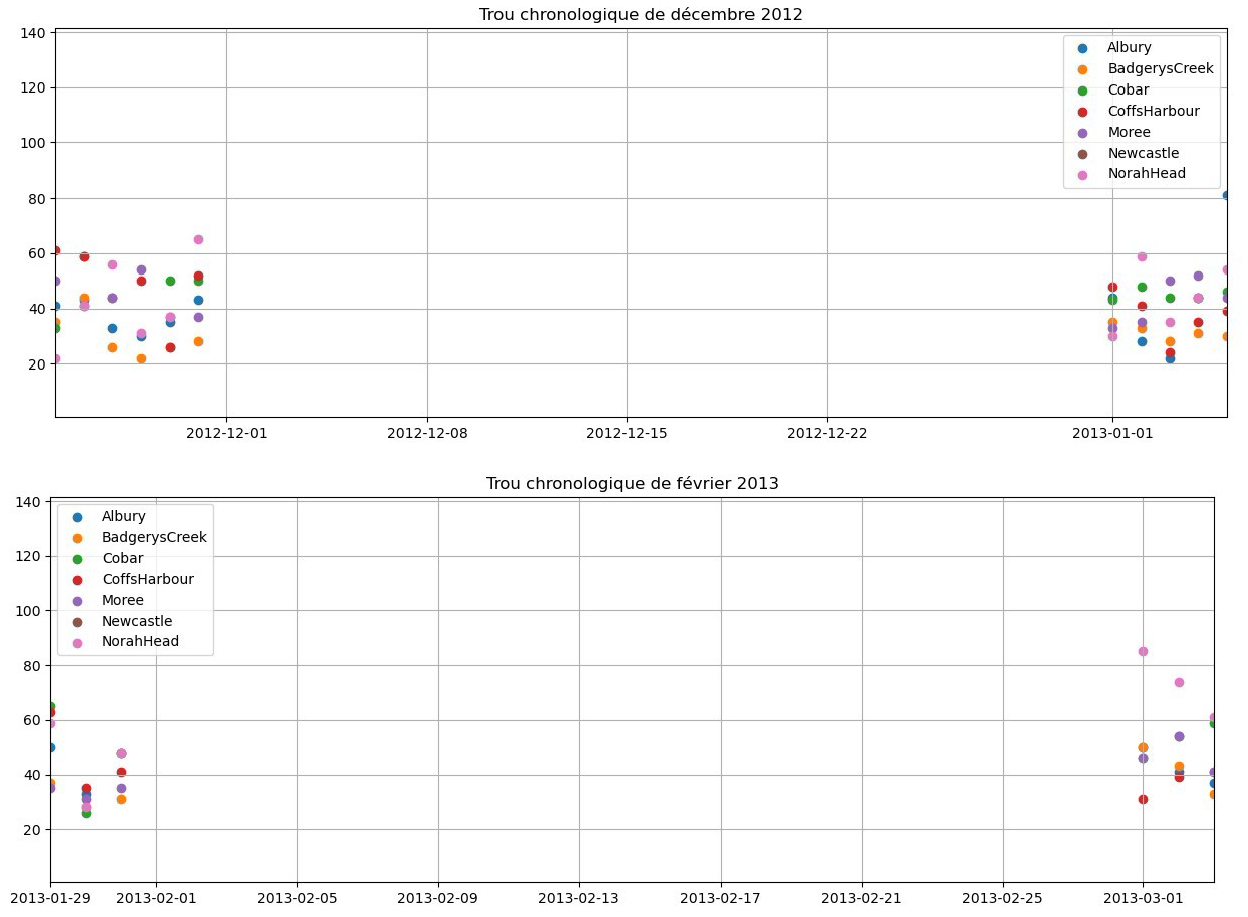 Trou chronologique de décembre 2012
140
120
100
80
60
40
20
Albury
BadgerysCreek
Cobar
CoffsHarbour
Moree
Newcastle
NorahHead
2012-12-01 2012-12-08 2012-12-15 2012-12-22 2013-01-01
Trou chronologique de février 2013
140
120
100
80
60
40
20
Albury
BadgerysCreek
Cobar
CoffsHarbour
Moree
Newcastle
NorahHead
2013-01-29 2013-02-01 2013-02-05 2013-02-09 2013-02-13 2013-02-17 2013-02-21 2013-02-25 2013-03-01